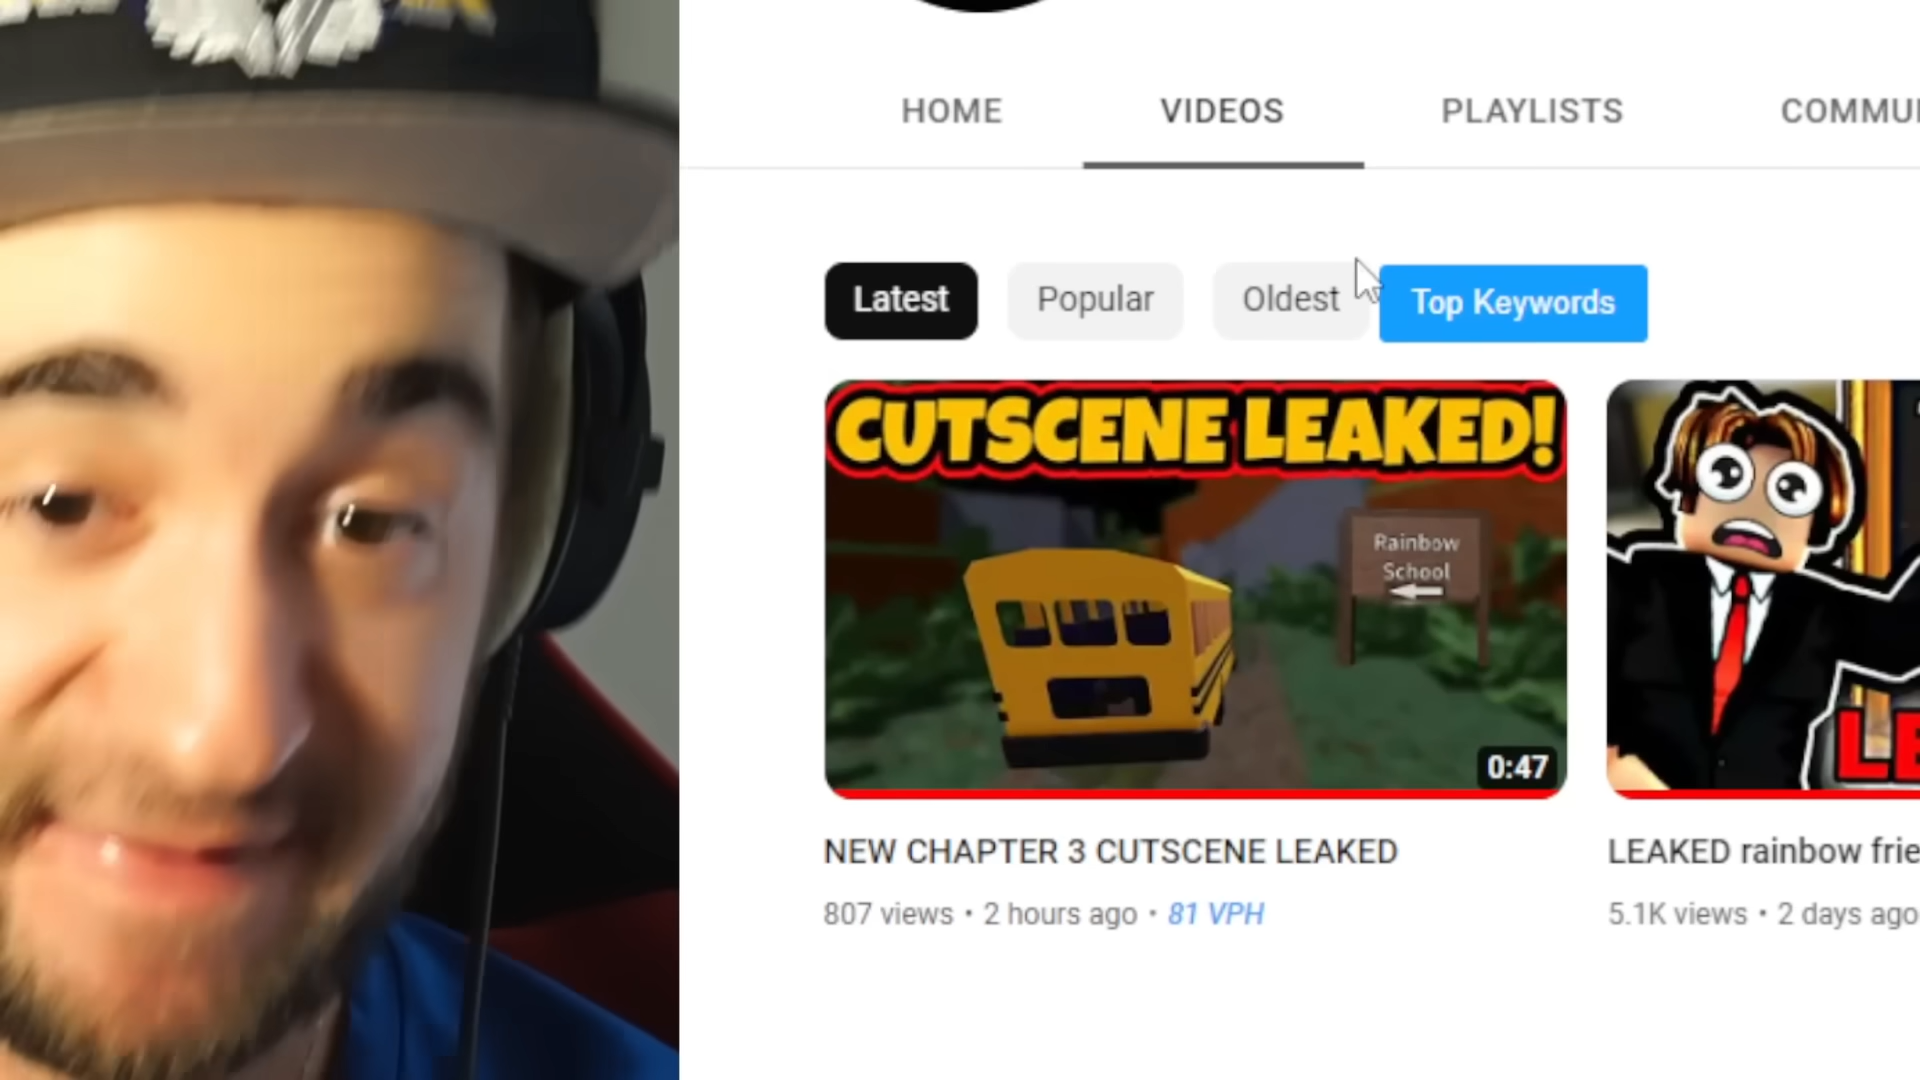 HOME VIDEOS PLAYLISTS COMMU
Latest Popular Oldest Top Keywords
CUTSCENE LEAKED!
Rainbow
School
0:47
LE
NEW CHAPTER 3 CUTSCENE LEAKED
LEAKED rainbow frie
807 views • 2 hours ago • 81 VPH
5.1K views • 2 days ago